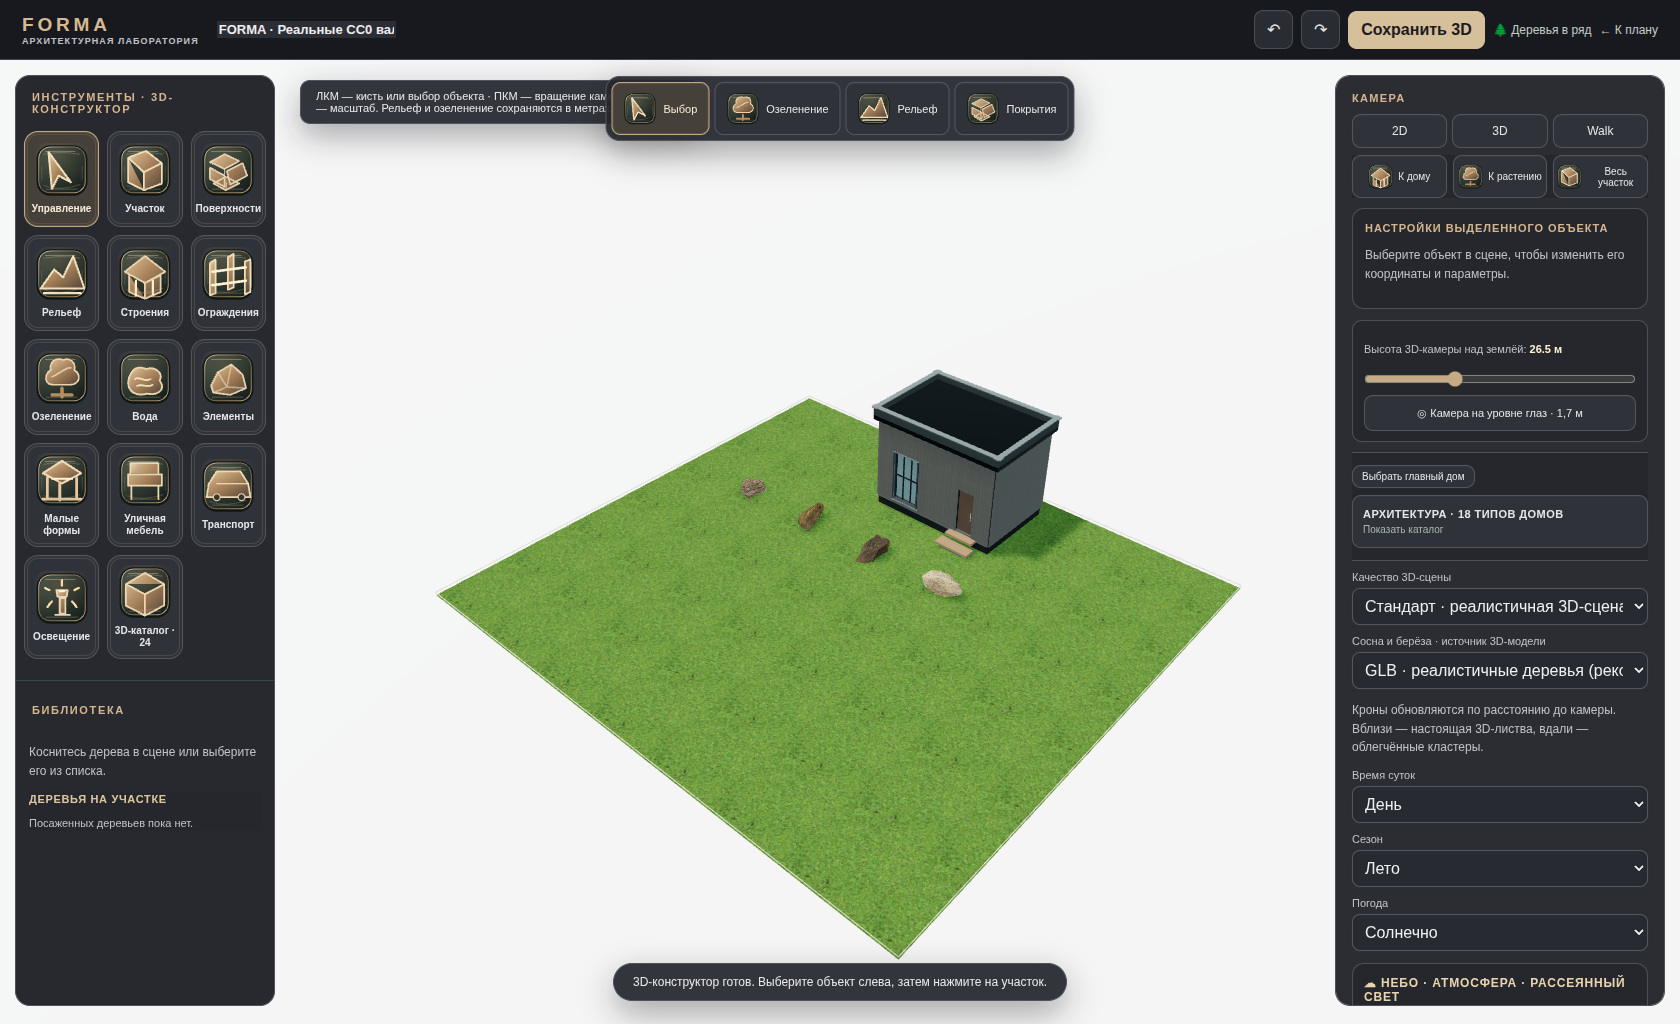 FORMA
АРХИТЕКТУРНАЯ ЛАБОРАТОРИЯ
FORMA · Реальные CC0
Сохранить 3D
Деревья в ряд
← К плану
ИНСТРУМЕНТЫ · 3D-
КОНСТРУКТОР
Управление
Участок
Поверхности
Рельеф
Строения
Ограждения
Озеленение
Вода
Элементы
Малые
формы
Уличная
мебель
Транспорт
Освещение
3D-каталог ·
24
БИБЛИОТЕКА
Коснитесь дерева в сцене или выберите
его из списка.
ДЕРЕВЬЯ НА УЧАСТКЕ
Посаженных деревьев пока нет.
ЛКМ — кисть или выбор объекта · ПКМ — вращение
— масштаб. Рельеф и озеленение сохраняются в
Выбор
Озеленение
Рельеф
Покрытия
3D-конструктор готов. Выберите объект слева, затем нажмите на участок.
КАМЕРА
2D
3D
Walk
К дому
К растению
Весь
участок
НАСТРОЙКИ ВЫДЕЛЕННОГО ОБЪЕКТА
Выберите объект в сцене, чтобы изменить его
координаты и параметры.
Высота 3D-камеры над землёй: 26.5 м
◎ Камера на уровне глаз · 1,7 м
Выбрать главный дом
АРХИТЕКТУРА · 18 ТИПОВ ДОМОВ
Показать каталог
Качество 3D-сцены
Стандарт · реалистичная 3D-сцена
Сосна и берёза · источник 3D-модели
GLB · реалистичные деревья
Кроны обновляются по расстоянию до камеры.
Вблизи — настоящая 3D-листва, вдали —
облегчённые кластеры.
Время суток
День
Сезон
Лето
Погода
Солнечно
☁ НЕБО · АТМОСФЕРА · РАССЕЯННЫЙ
СВЕТ